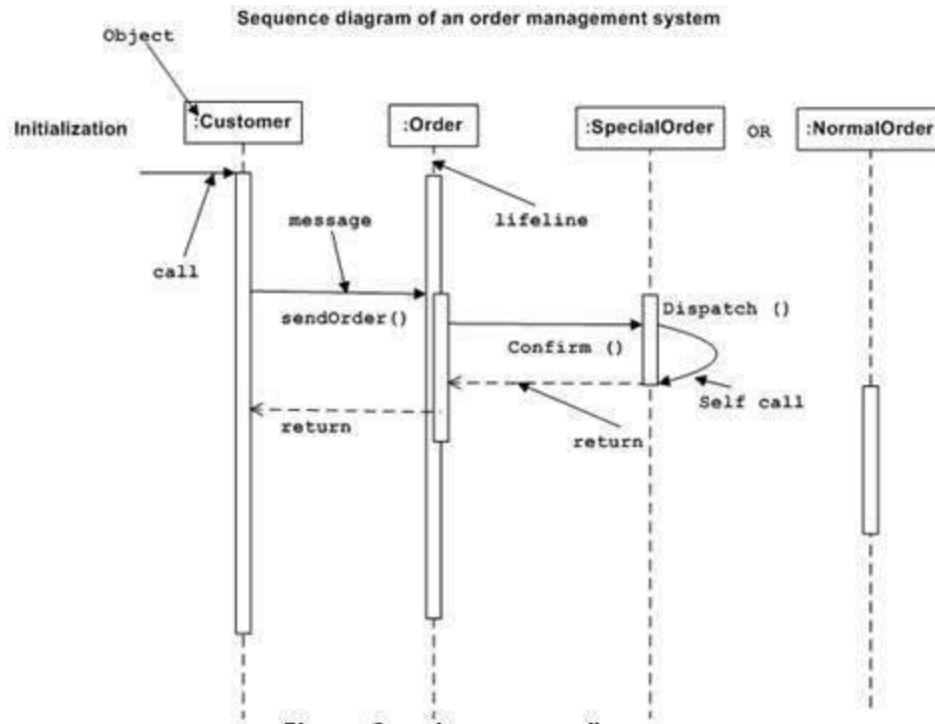 Sequence diagram of an order management system
Object
Initialization
:Customer
:Order
:SpecialOrder
OR
:NormalOrder
message
lifeline
call
sendOrder()
Dispatch ()
Confirm ()
Self call
return
return